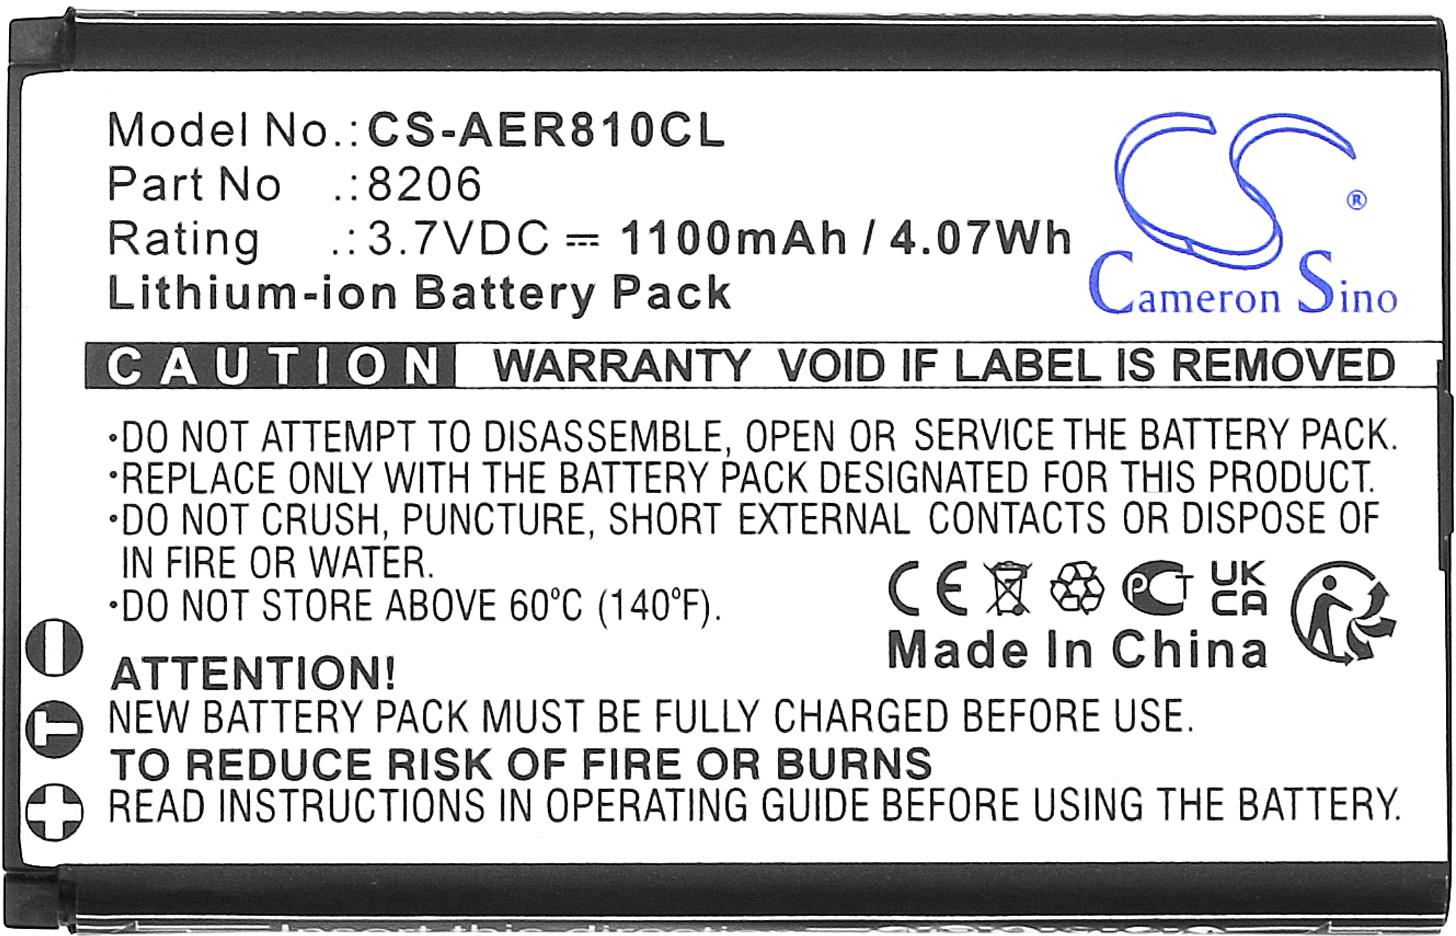 Model No.:CS-AER810CL
Part No .:8206
Rating .:3.7VDC ⎓ 1100mAh / 4.07Wh
Lithium-ion Battery Pack
CS
®
Cameron Sino
CAUTION WARRANTY VOID IF LABEL IS REMOVED
•DO NOT ATTEMPT TO DISASSEMBLE, OPEN OR SERVICE THE BATTERY PACK.
•REPLACE ONLY WITH THE BATTERY PACK DESIGNATED FOR THIS PRODUCT.
•DO NOT CRUSH, PUNCTURE, SHORT EXTERNAL CONTACTS OR DISPOSE OF
IN FIRE OR WATER.
•DO NOT STORE ABOVE 60°C (140°F).
CE PCT UK
CA
Made In China
ATTENTION!
NEW BATTERY PACK MUST BE FULLY CHARGED BEFORE USE.
TO REDUCE RISK OF FIRE OR BURNS
READ INSTRUCTIONS IN OPERATING GUIDE BEFORE USING THE BATTERY.
T
Insert this direction